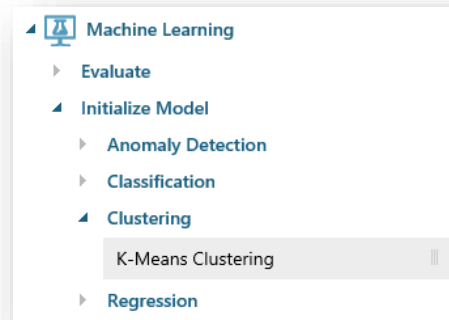 Machine Learning
Evaluate
Initialize Model
Anomaly Detection
Classification
Clustering
K-Means Clustering
Regression